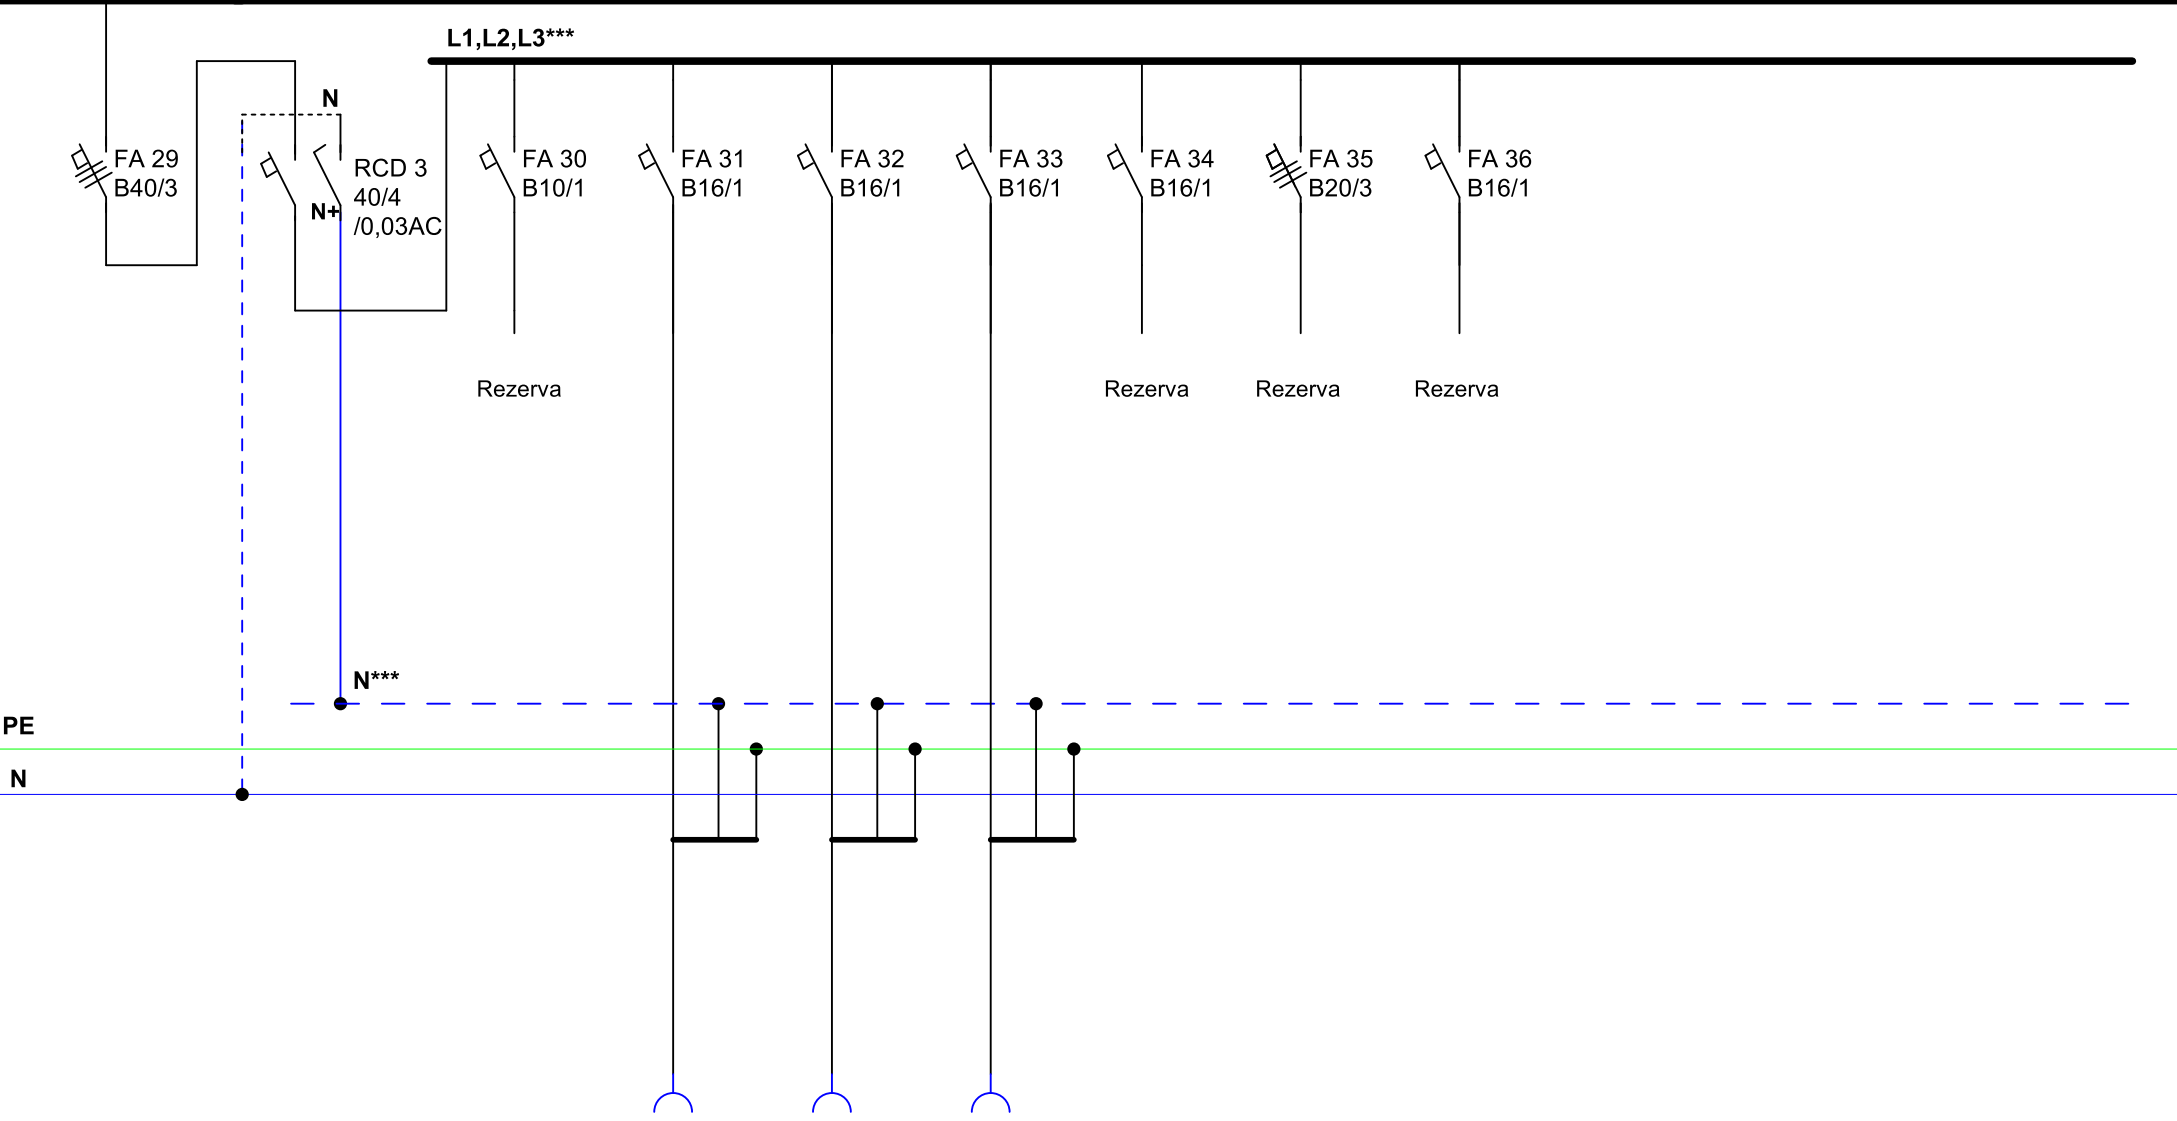 L1,L2,L3***
N
FA 29
B40/3
RCD 3
40/4
/0,03AC
N+
FA 30
B10/1
FA 31
B16/1
FA 32
B16/1
FA 33
B16/1
FA 34
B16/1
FA 35
B20/3
FA 36
B16/1
Rezerva
Rezerva
Rezerva
Rezerva
N***
PE
N